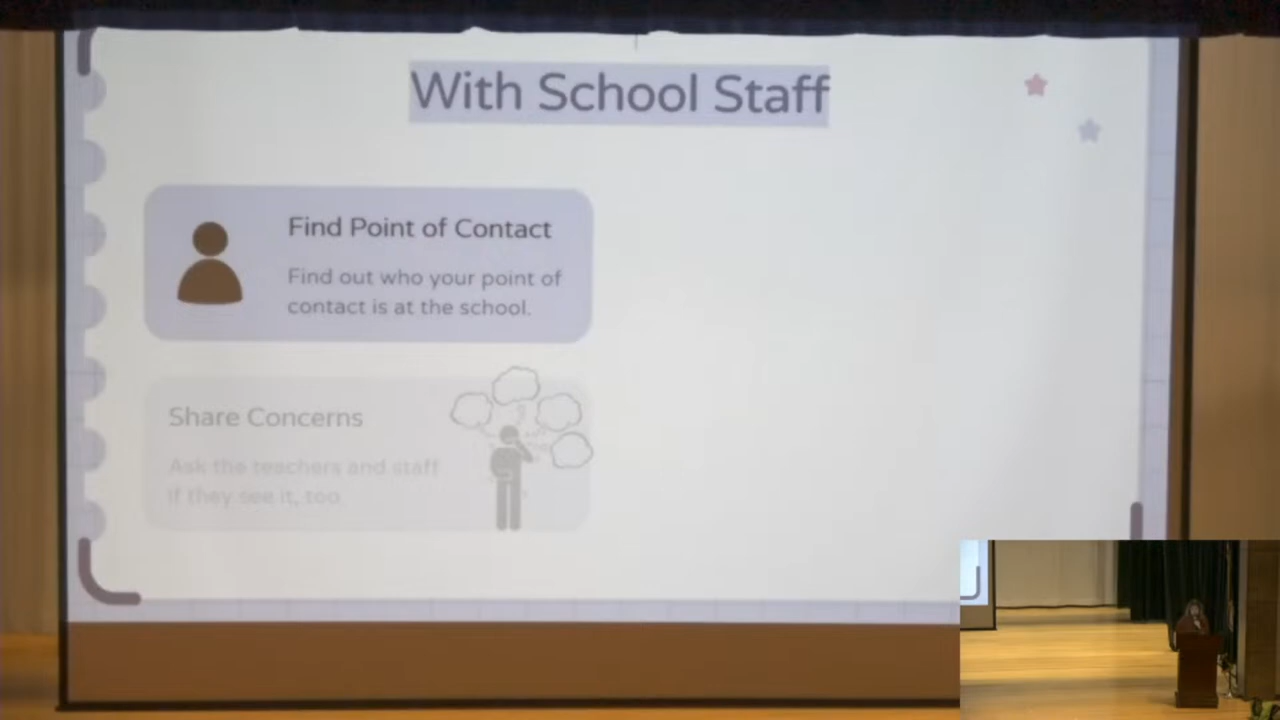 With School Staff
Find Point of Contact
Find out who your point of
contact is at the school.
Share Concerns
Ask the teachers and staff
if they see it, too.